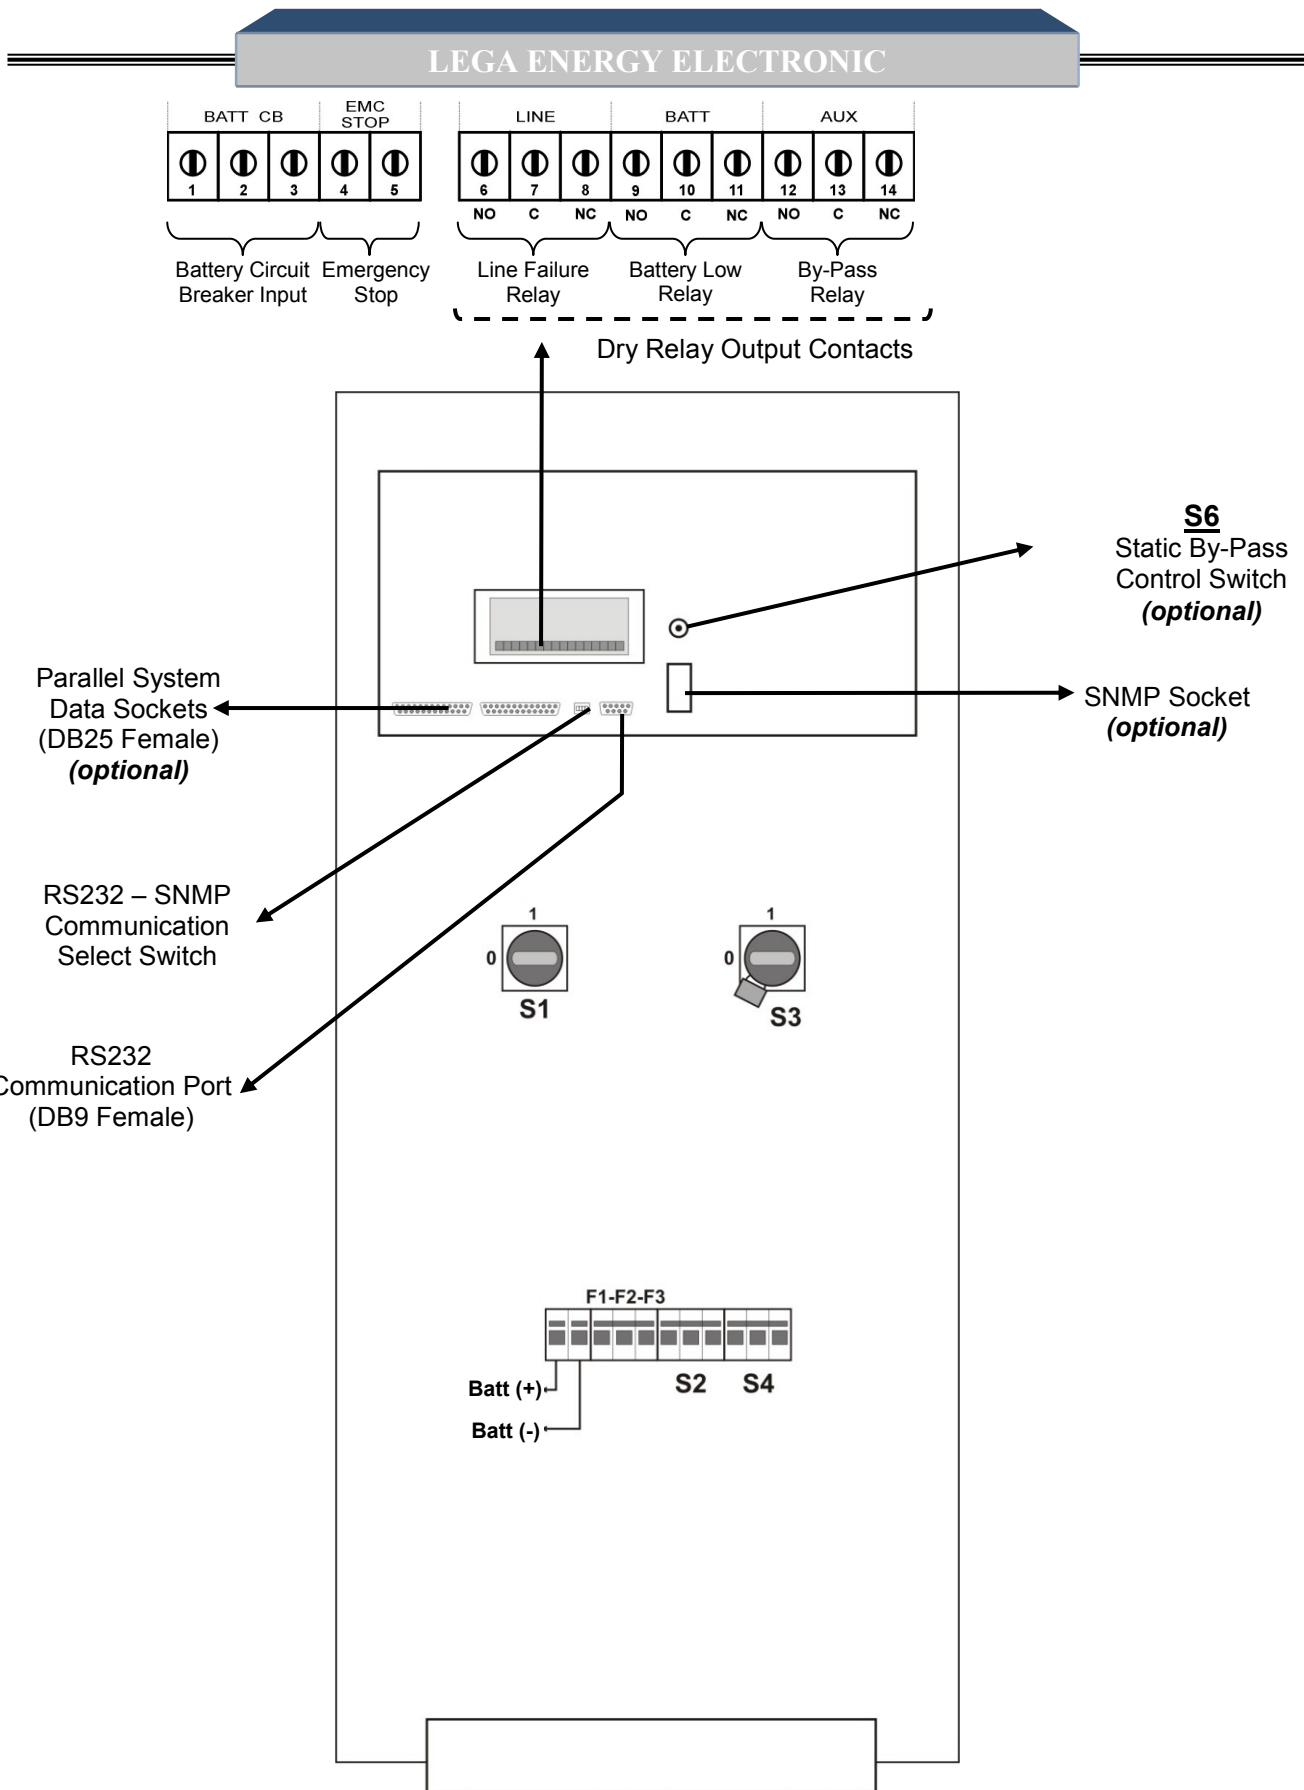 LEGA ENERGY ELECTRONIC
BATT CB
EMC
STOP
LINE
BATT
AUX
1 2 3 4 5 6 7 8 9 10 11 12 13 14
NO C NC NO C NC NO C NC
Battery Circuit
Breaker Input
Emergency
Stop
Line Failure
Relay
Battery Low
Relay
By-Pass
Relay
Dry Relay Output Contacts
S6
Static By-Pass
Control Switch
(optional)
Parallel System
Data Sockets
(DB25 Female)
(optional)
SNMP Socket
(optional)
RS232 – SNMP
Communication
Select Switch
1
0
S1
1
0
S3
RS232
Communication Port
(DB9 Female)
F1-F2-F3
Batt (+)
S2 S4
Batt (-)